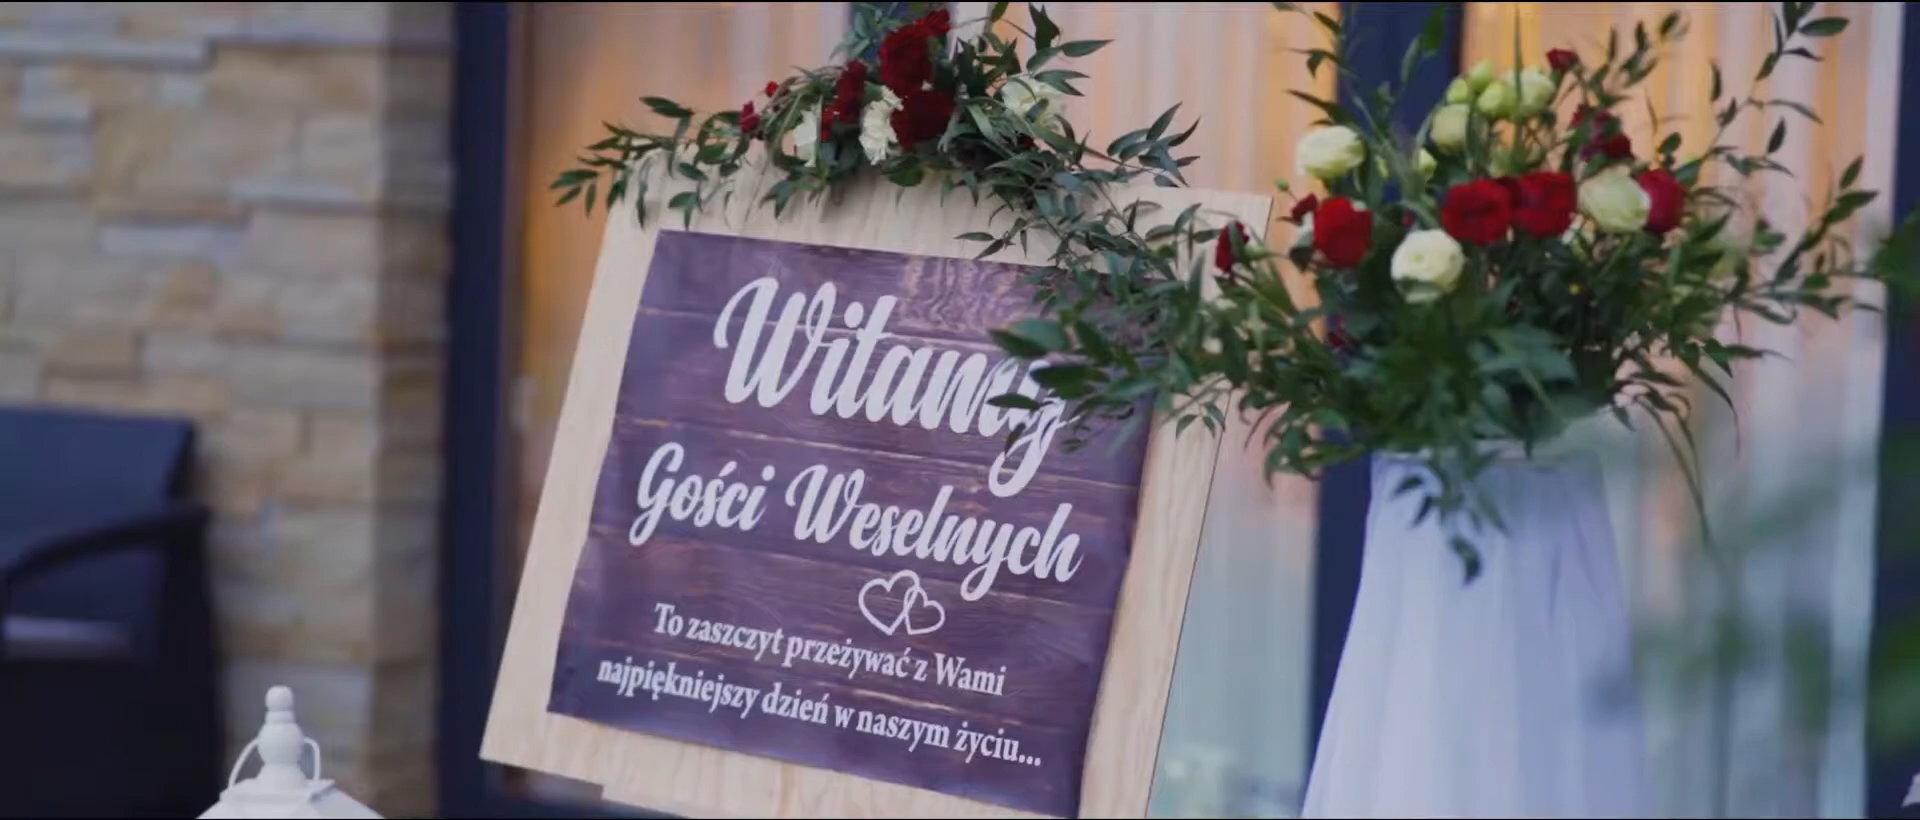 Witamy
Gości Weselnych
To zaszczyt przeżywać z Wami
najpiękniejszy dzień w naszym życiu...